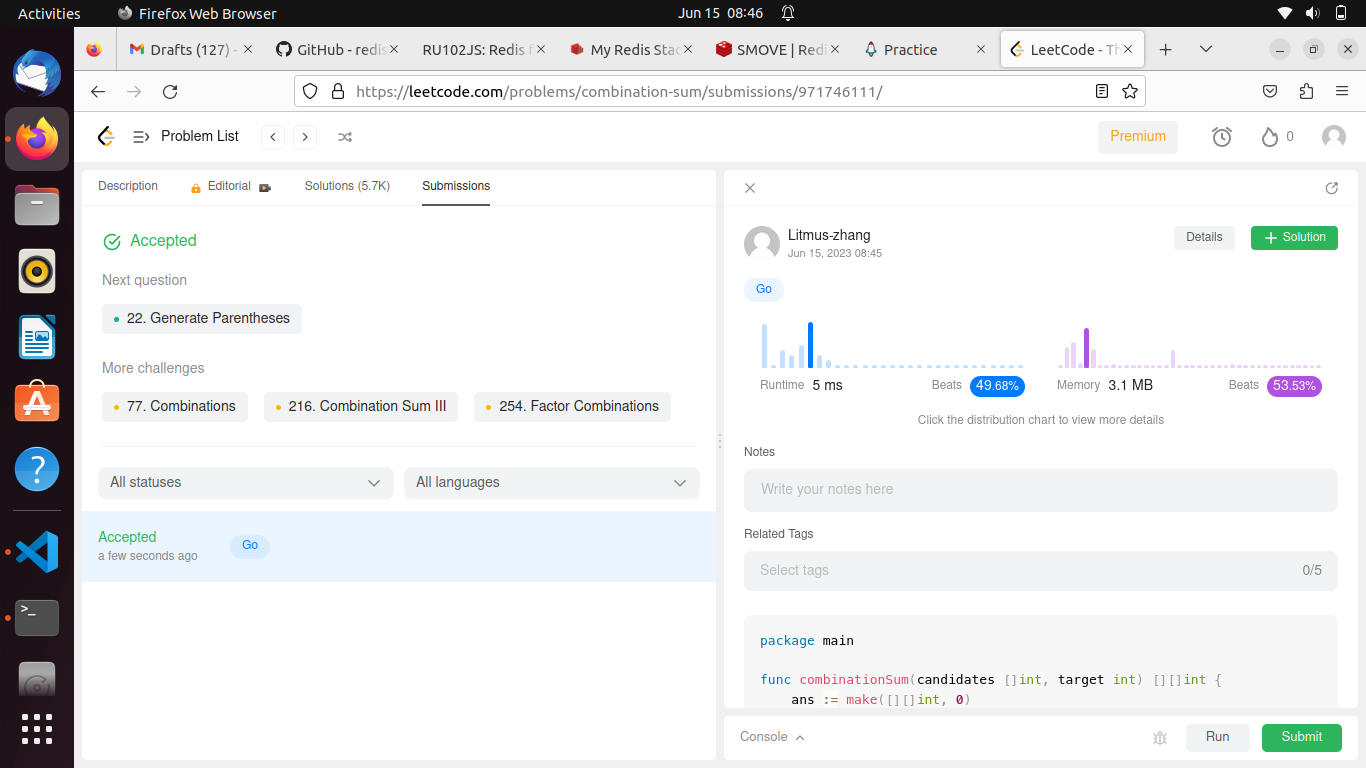 Activities
Firefox Web Browser
Jun 15 08:46
Drafts (127) -
GitHub - redis
RU102JS: Redis f
My Redis Stac
SMOVE | Redi
Practice
LeetCode - Th
https://leetcode.com/problems/combination-sum/submissions/971746111/
Problem List
Premium
0
Description
Editorial
Solutions (5.7K)
Submissions
Accepted
Next question
22. Generate Parentheses
More challenges
77. Combinations
216. Combination Sum III
254. Factor Combinations
All statuses
All languages
Accepted
a few seconds ago
Go
Litmus-zhang
Jun 15, 2023 08:45
Details
Solution
Go
Runtime 5 ms
Beats 49.68%
Memory 3.1 MB
Beats 53.53%
Click the distribution chart to view more details
Notes
Write your notes here
Related Tags
Select tags
0/5
package main
func combinationSum(candidates []int, target int) [][]int {
ans := make([][]int, 0)
Console
Run
Submit